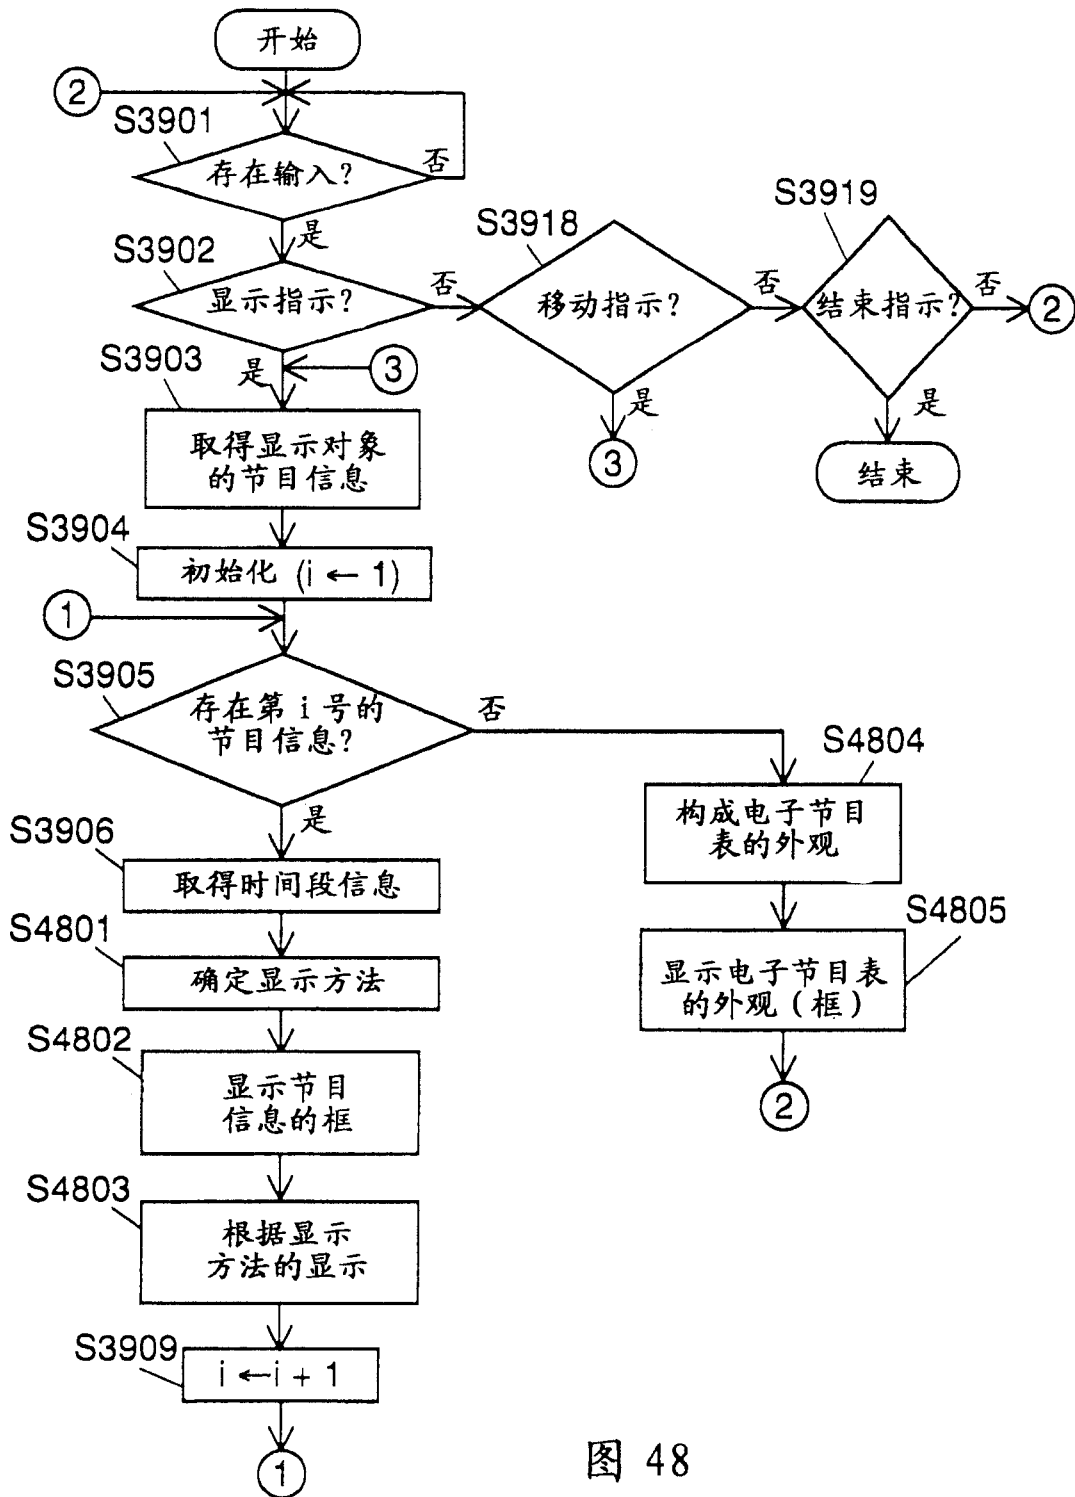 开始
②
S3901
存在输入?
否
是
S3902
显示指示?
否
S3918
移动指示?
否
是
③
S3919
结束指示?
否
②
是
结束
是
③
S3903
取得显示对象
的节目信息
S3904
初始化 (i ← 1)
①
S3905
存在第 i 号的
节目信息?
否
是
S3906
取得时间段信息
S4801
确定显示方法
S4802
显示节目
信息的框
S4803
根据显示
方法的显示
S3909
i ← i + 1
①
S4804
构成电子节目
表的外观
S4805
显示电子节目表
的外观(框)
②
图 48